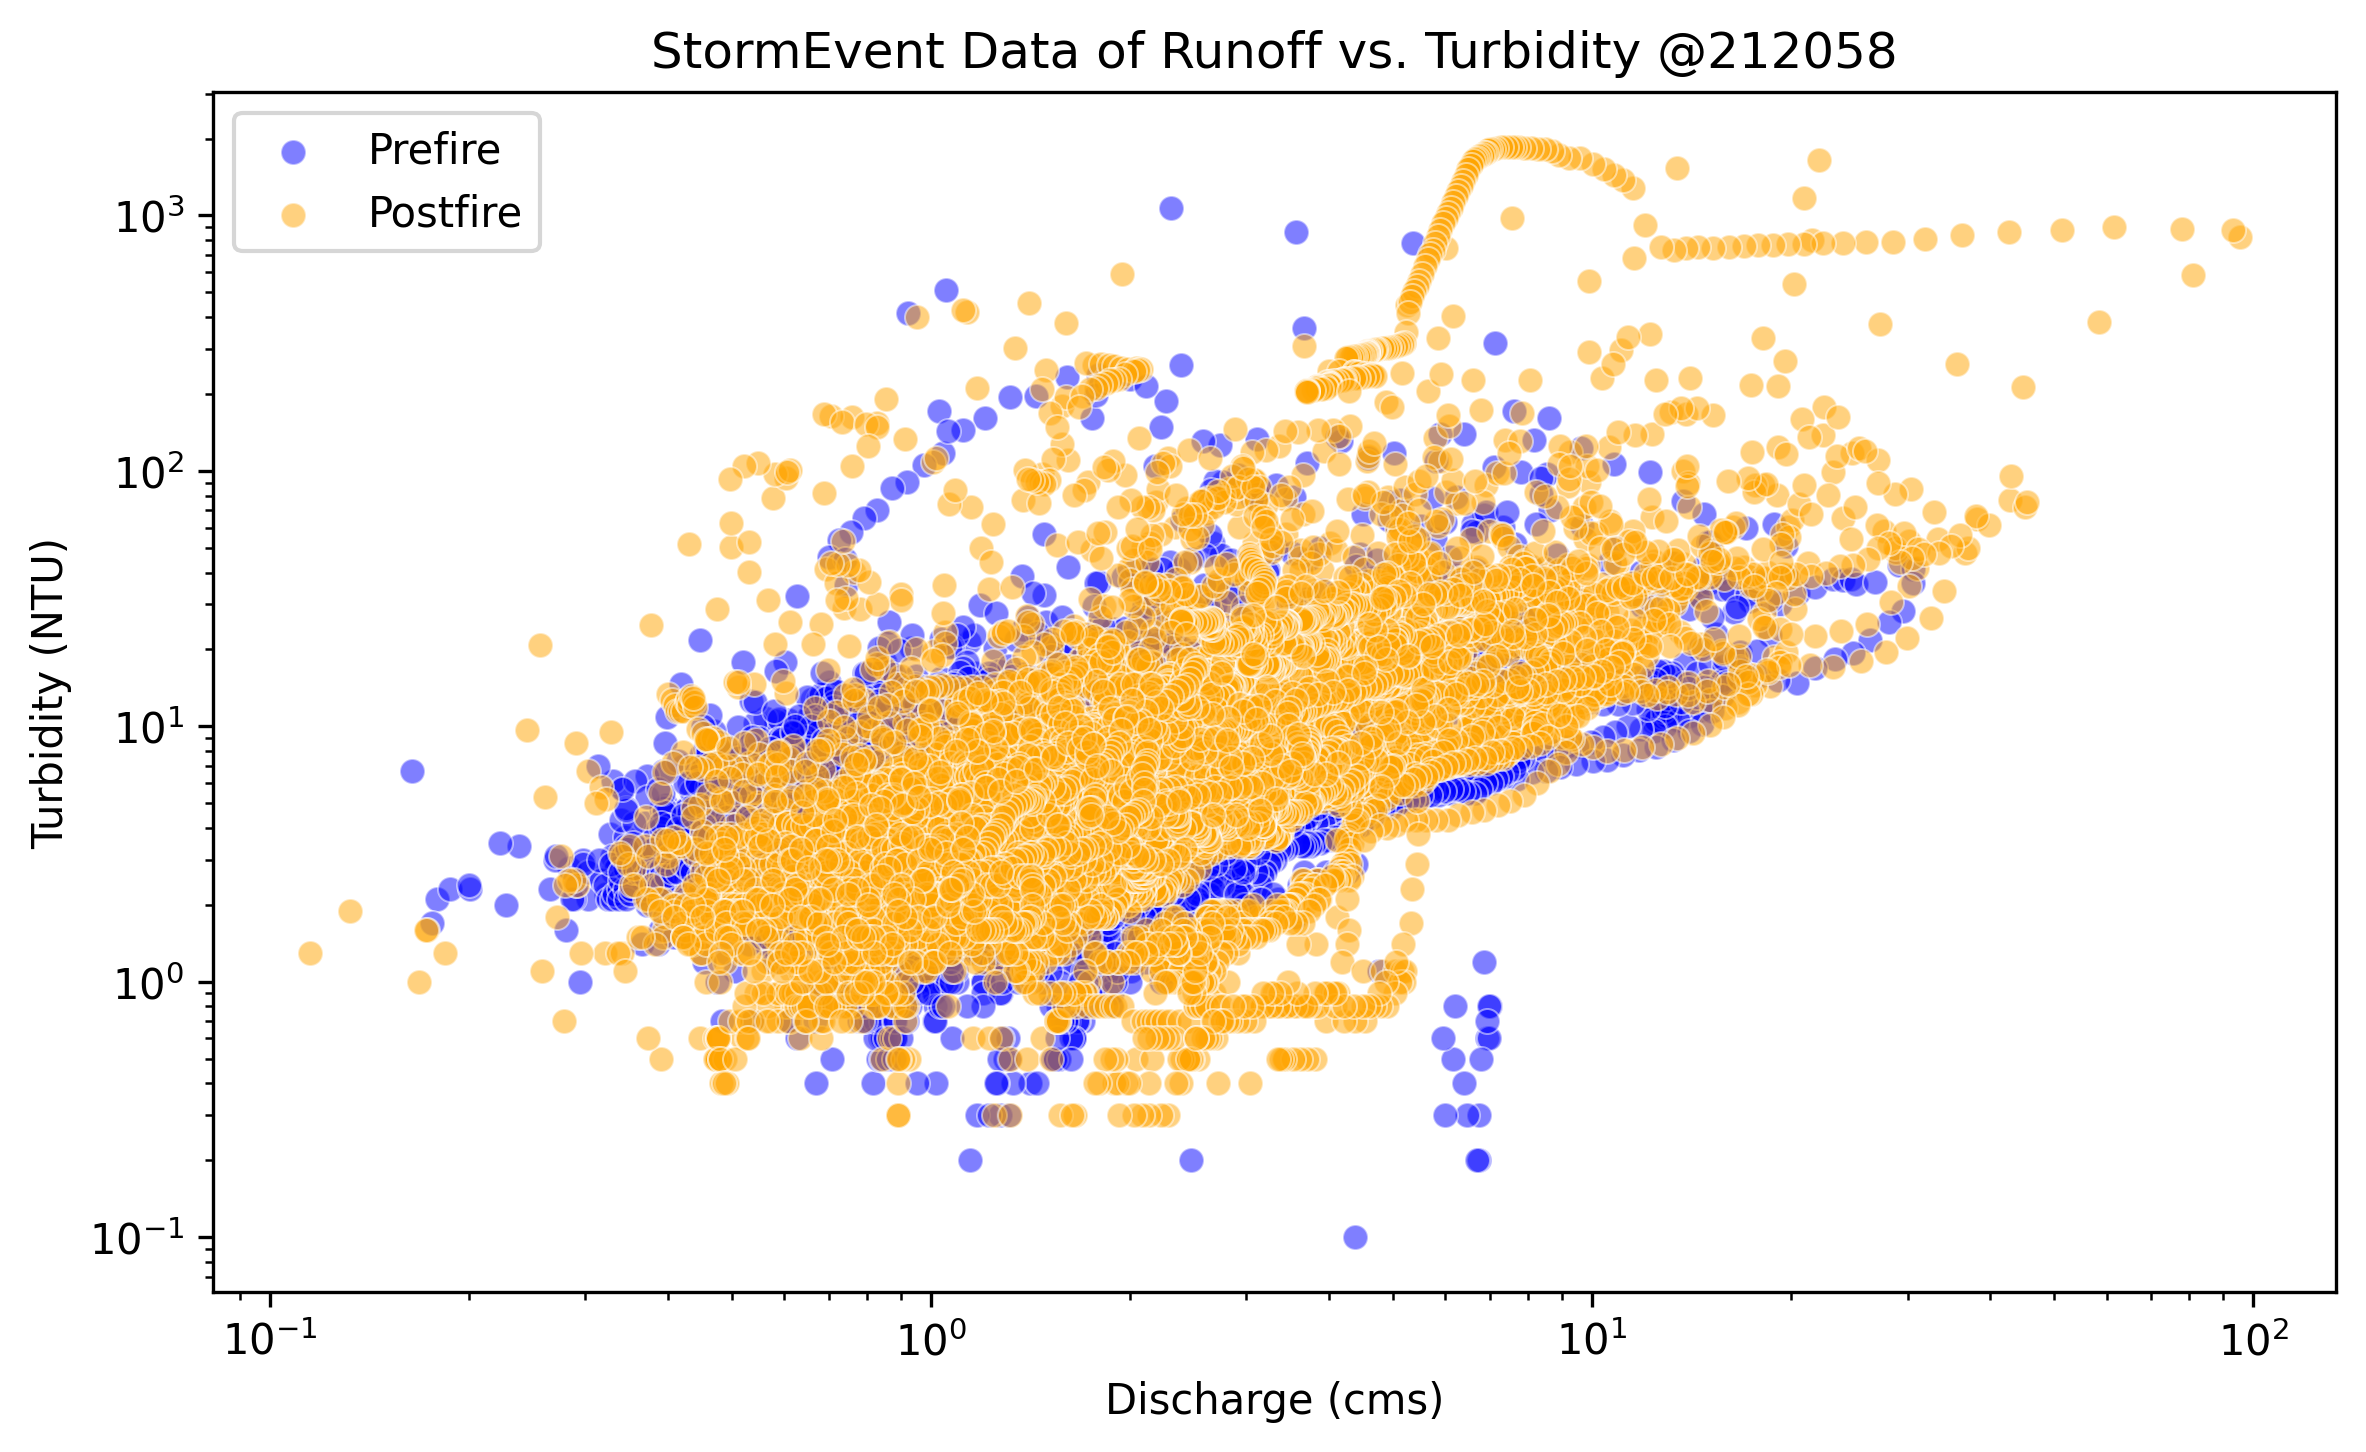 StormEvent Data of Runoff vs. Turbidity @212058
Prefire
Postfire
Turbidity (NTU)
10³
10²
10¹
10⁰
10⁻¹
10⁻¹
10⁰
10¹
10²
Discharge (cms)